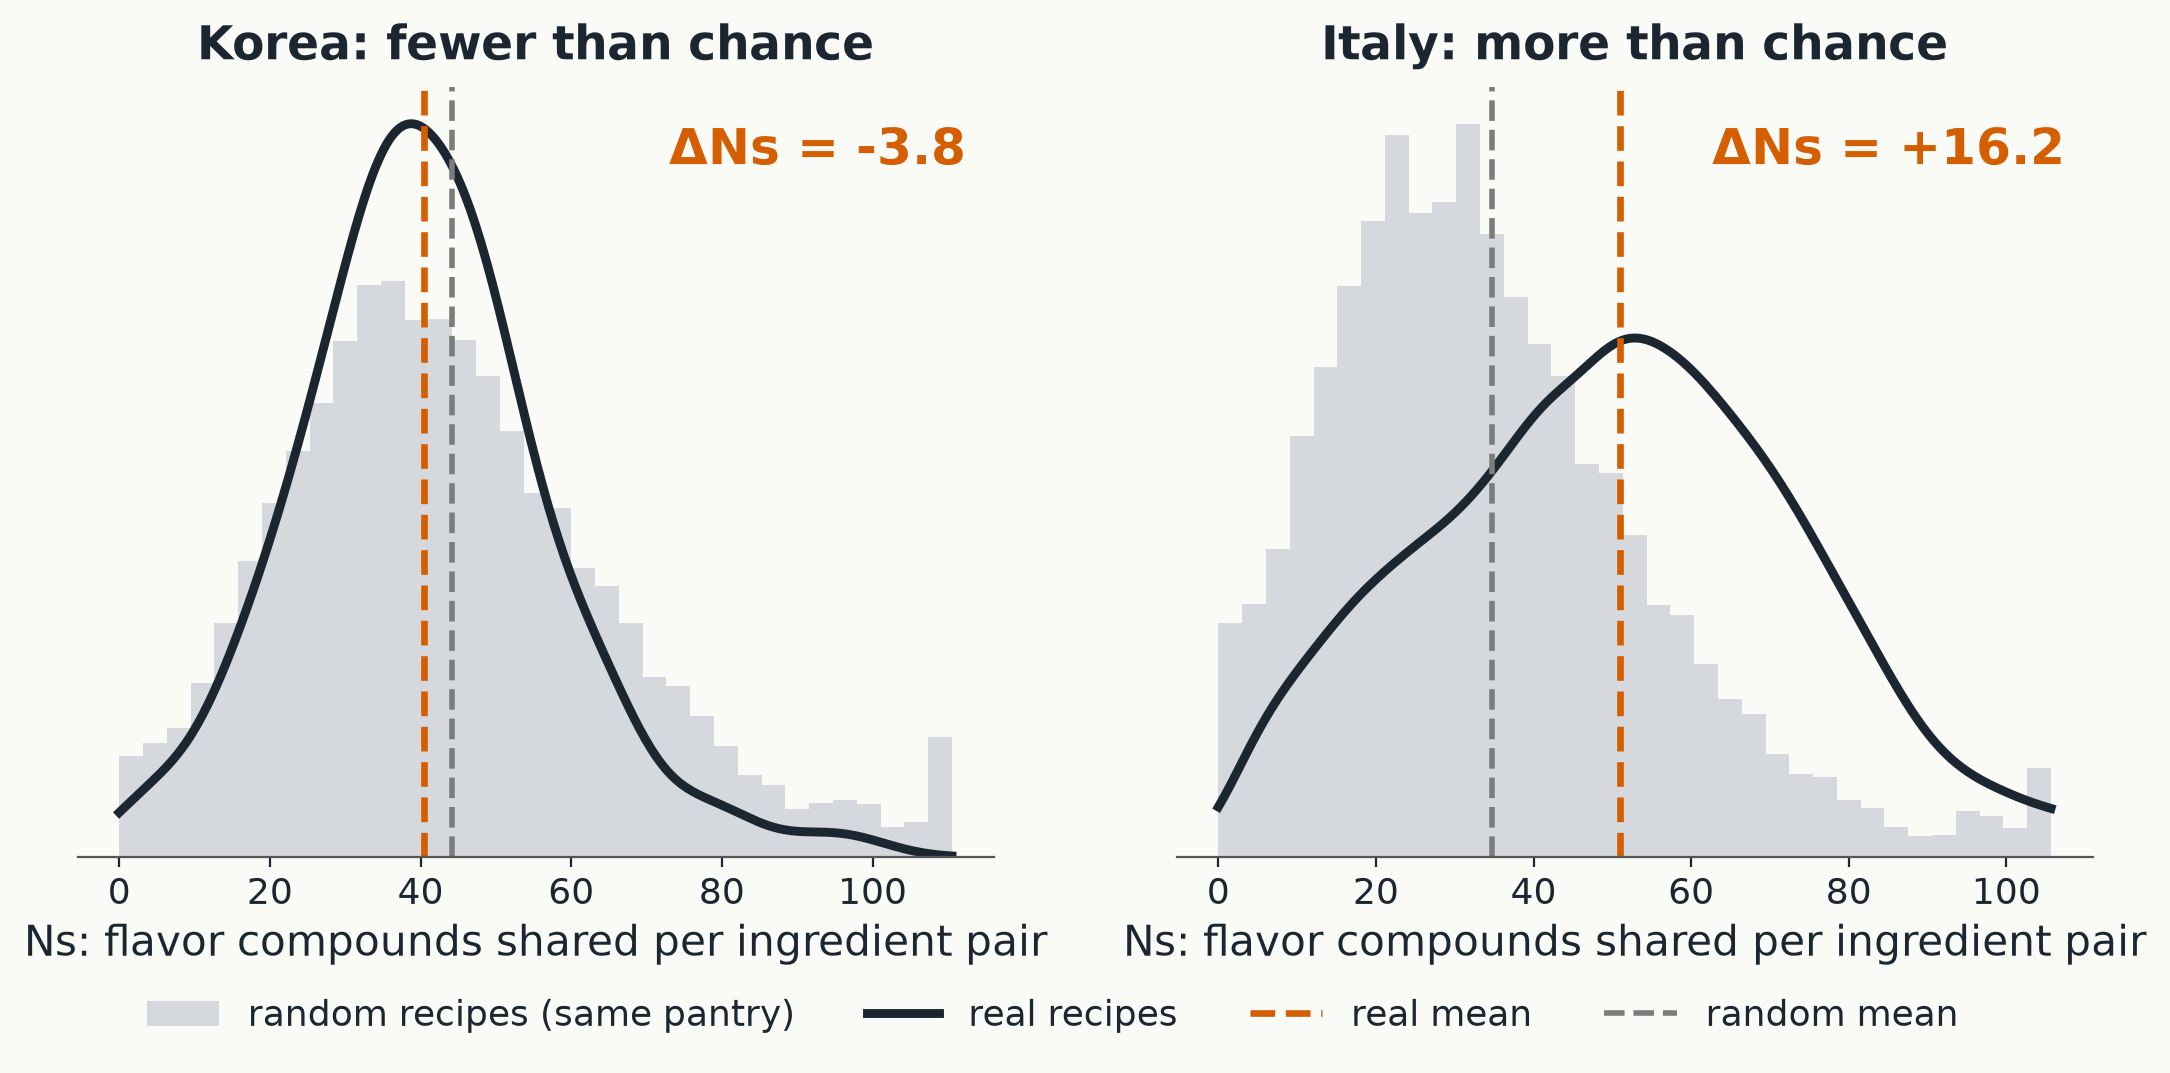 Korea: fewer than chance
ΔNs = -3.8
0 20 40 60 80 100
Ns: flavor compounds shared per ingredient pair
Italy: more than chance
ΔNs = +16.2
0 20 40 60 80 100
Ns: flavor compounds shared per ingredient pair
random recipes (same pantry) real recipes real mean random mean